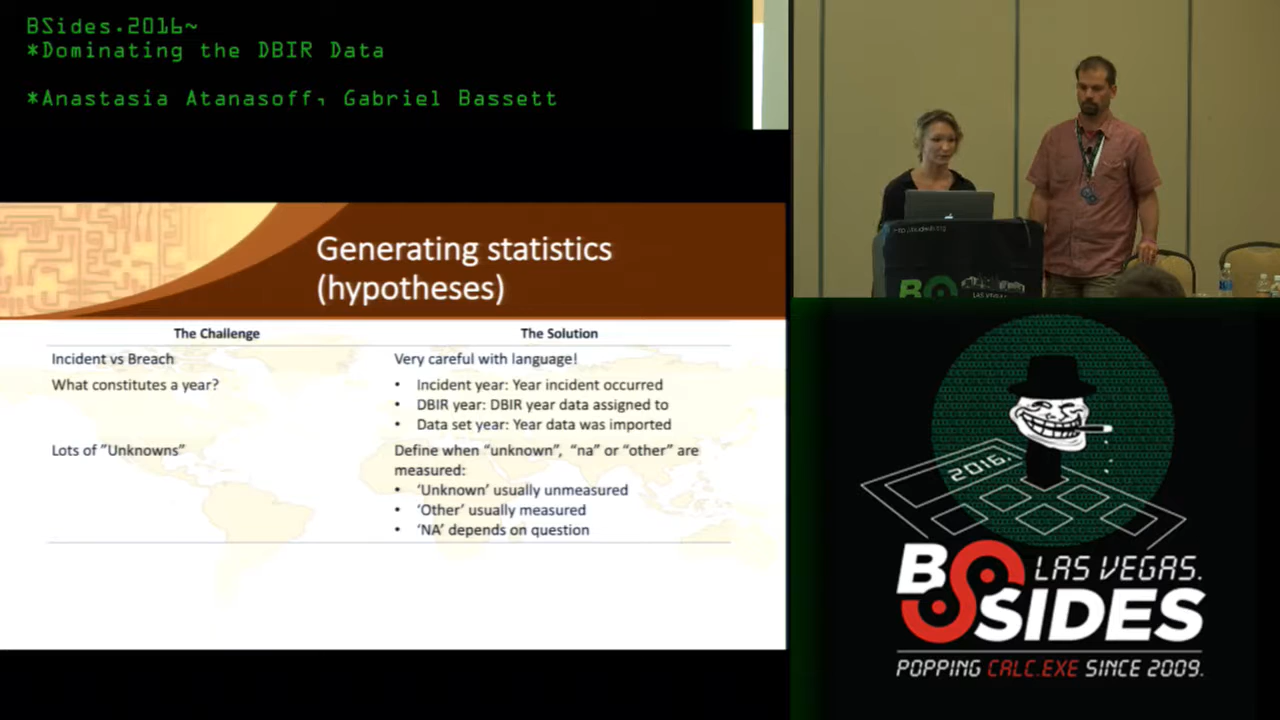 BSides.2016~
*Dominating the DBIR Data
*Anastasia Atanasoff, Gabriel Bassett
Generating statistics
(hypotheses)
The Challenge
The Solution
Incident vs Breach
Very careful with language!
What constitutes a year?
• Incident year: Year incident occurred
• DBIR year: DBIR year data assigned to
• Data set year: Year data was imported
Lots of ”Unknowns”
Define when “unknown”, “na” or “other” are
measured:
• ‘Unknown’ usually unmeasured
• ‘Other’ usually measured
• ‘NA’ depends on question
LAS VEGAS
2016.
B LAS VEGAS.
SIDES
POPPING CALC.EXE SINCE 2009.